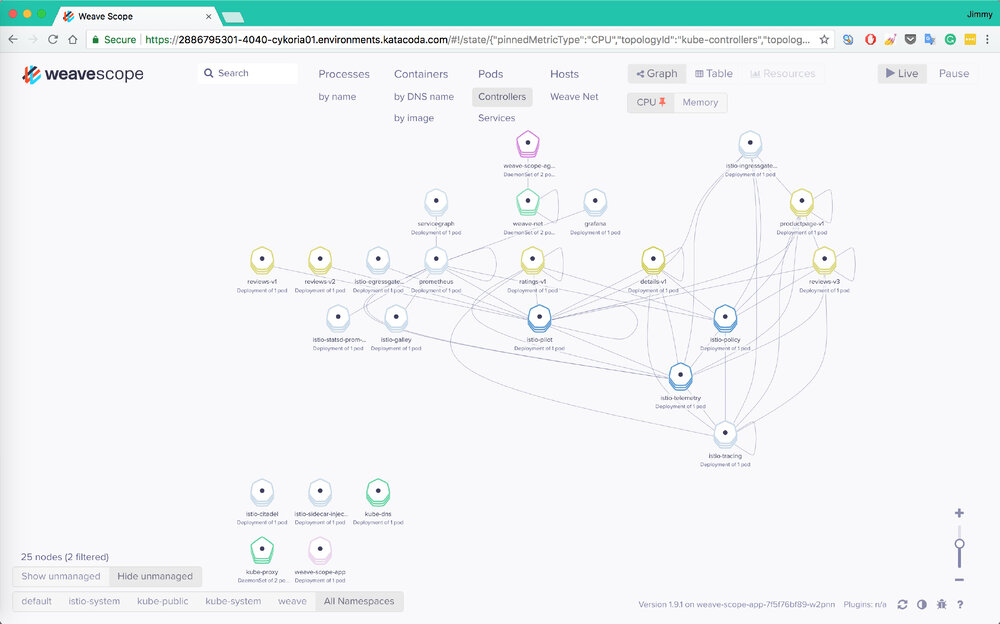 Weave Scope
Jimmy
Secure https://2886795301-4040-cykoria01.environments.katacoda.com/#!/state/{"pinnedMetricType":"CPU","topologyId":"kube-controllers","topolog...
weavescope
Search
Processes
Containers
Pods
Hosts
Graph
Table
Resources
Live
Pause
by name
by DNS name
Controllers
Weave Net
CPU
Memory
by image
Services
weave-scope-ag...
DaemonSet of 2 po...
istio-ingressgate...
Deployment of 1 pod
servicegraph
Deployment of 1 pod
weave-net
DaemonSet of 2 po...
grafana
Deployment of 1 pod
productpage-v1
Deployment of 1 pod
reviews-v1
Deployment of 1 pod
reviews-v2
Deployment of 1 pod
istio-egressgate...
Deployment of 1 pod
prometheus
Deployment of 1 pod
ratings-v1
Deployment of 1 pod
details-v1
Deployment of 1 pod
reviews-v3
Deployment of 1 pod
istio-statsd-prom-...
Deployment of 1 pod
istio-galley
Deployment of 1 pod
istio-pilot
Deployment of 1 pod
istio-policy
Deployment of 1 pod
istio-telemetry
Deployment of 1 pod
istio-tracing
Deployment of 1 pod
istio-citadel
Deployment of 1 pod
istio-sidecar-injec...
Deployment of 1 pod
kube-dns
Deployment of 1 pod
kube-proxy
DaemonSet of 2 po...
weave-scope-app
Deployment of 1 pod
25 nodes (2 filtered)
Show unmanaged
Hide unmanaged
default
istio-system
kube-public
kube-system
weave
All Namespaces
Version 1.9.1 on weave-scope-app-7f5f76bf89-w2pnn
Plugins: n/a